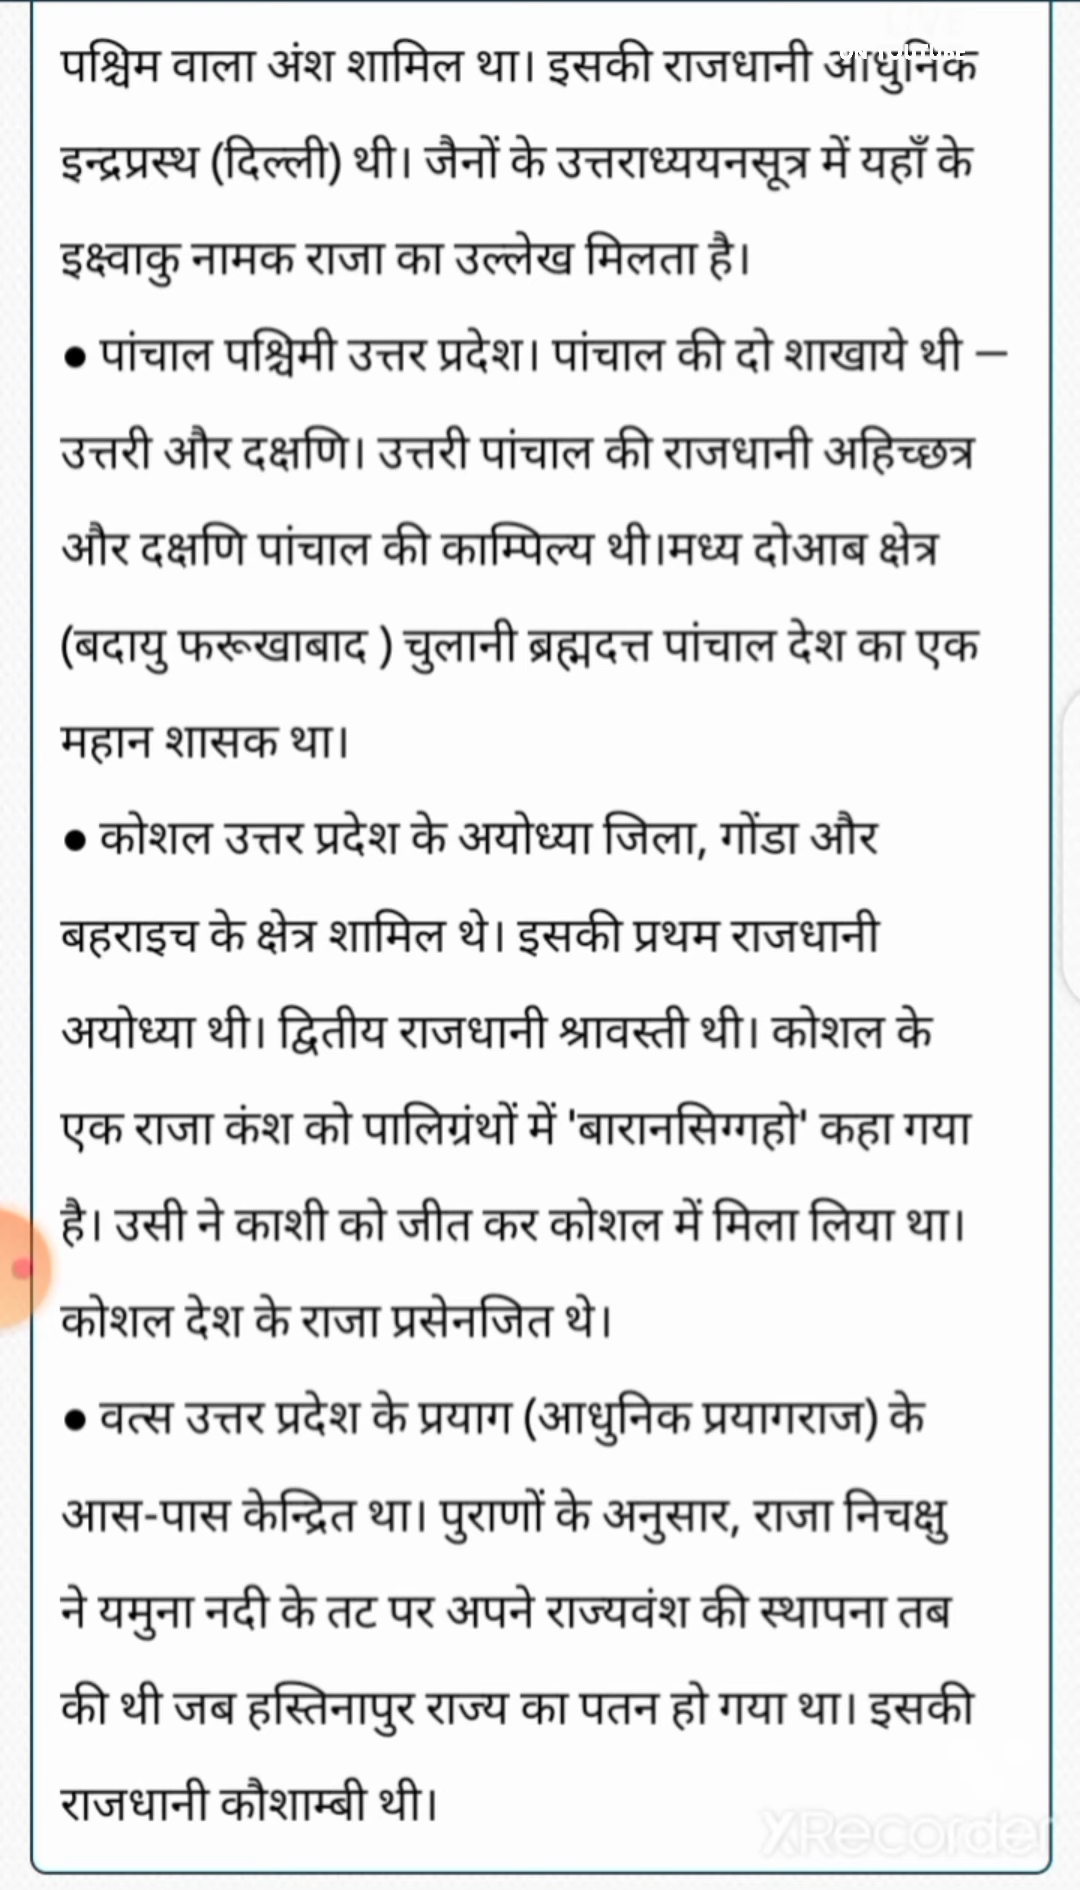 LIVE
ON YOUTUBE
पश्चिम वाला अंश शामिल था। इसकी राजधानी आधुनिक
इन्द्रप्रस्थ (दिल्ली) थी। जैनों के उत्तराध्ययनसूत्र में यहाँ के
इक्ष्वाकु नामक राजा का उल्लेख मिलता है।
● पांचाल पश्चिमी उत्तर प्रदेश। पांचाल की दो शाखाये थी –
उत्तरी और दक्षणि। उत्तरी पांचाल की राजधानी अहिच्छत्र
और दक्षणि पांचाल की काम्पिल्य थी।मध्य दोआब क्षेत्र
(बदायु फरूखाबाद ) चुलानी ब्रह्मदत्त पांचाल देश का एक
महान शासक था।
● कोशल उत्तर प्रदेश के अयोध्या जिला, गोंडा और
बहराइच के क्षेत्र शामिल थे। इसकी प्रथम राजधानी
अयोध्या थी। द्वितीय राजधानी श्रावस्ती थी। कोशल के
एक राजा कंश को पालिग्रंथों में 'बारानसिग्गहो' कहा गया
है। उसी ने काशी को जीत कर कोशल में मिला लिया था।
कोशल देश के राजा प्रसेनजित थे।
● वत्स उत्तर प्रदेश के प्रयाग (आधुनिक प्रयागराज) के
आस-पास केन्द्रित था। पुराणों के अनुसार, राजा निचक्षु
ने यमुना नदी के तट पर अपने राज्यवंश की स्थापना तब
की थी जब हस्तिनापुर राज्य का पतन हो गया था। इसकी
राजधानी कौशाम्बी थी।
XRecorder